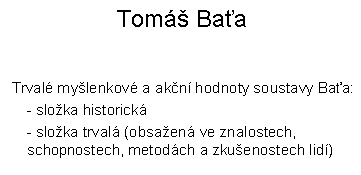 Tomáš Baťa
Trvalé myšlenkové a akční hodnoty soustavy Baťa:
- složka historická
- složka trvalá (obsažená ve znalostech,
schopnostech, metodách a zkušenostech lidí)